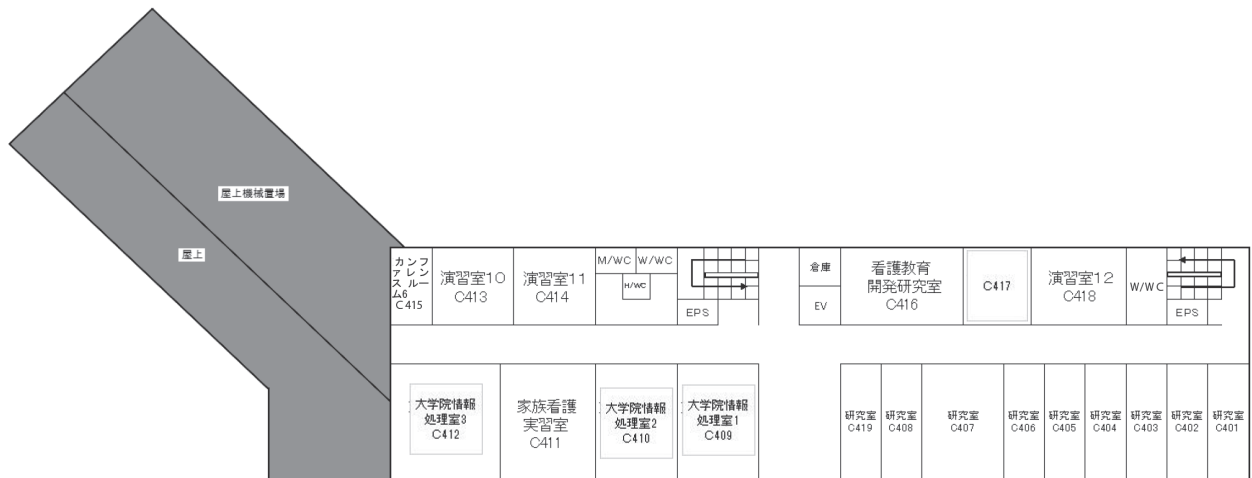 屋上機械置場
屋上
カンフ
ァレン
スルー
ム6
C415
演習室10
C413
演習室11
C414
M/WC
W/WC
H/WC
EPS
倉庫
EV
看護教育
開発研究室
C416
C417
演習室12
C418
W/WC
EPS
大学院情報
処理室3
C412
家族看護
実習室
C411
大学院情報
処理室2
C410
大学院情報
処理室1
C409
研究室
C419
研究室
C408
研究室
C407
研究室
C406
研究室
C405
研究室
C404
研究室
C403
研究室
C402
研究室
C401